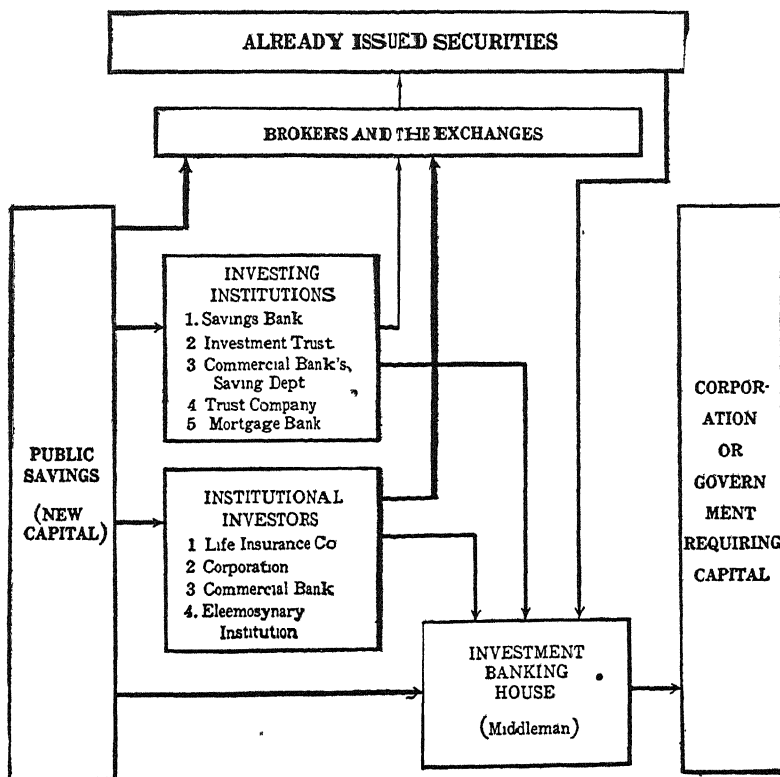 ALREADY ISSUED SECURITIES
BROKERS AND THE EXCHANGES
INVESTING
INSTITUTIONS
1. Savings Bank
2 Investment Trust
3 Commercial Bank's
Saving Dept
4 Trust Company
5 Mortgage Bank
PUBLIC
SAVINGS
(NEW
CAPITAL)
INSTITUTIONAL
INVESTORS
1 Life Insurance Co
2 Corporation
3 Commercial Bank
4. Eleemosynary
Institution
INVESTMENT
BANKING
HOUSE
(Middleman)
CORPOR-
ATION
OR
GOVERN
MENT
REQUIRING
CAPITAL